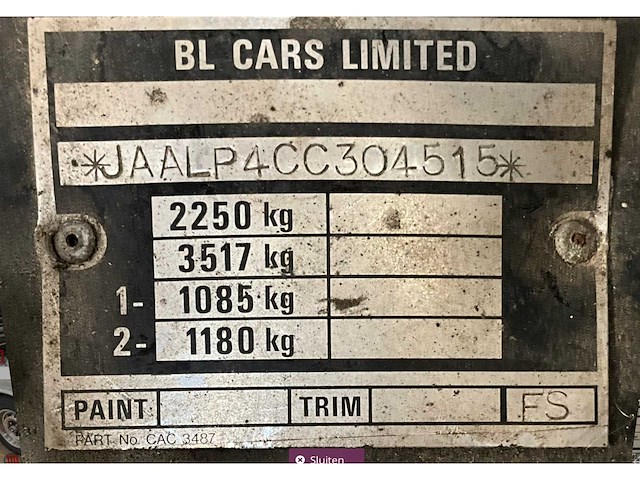 BL CARS LIMITED
*JAALP4CC304515*
2250 kg
3517 kg
1- 1085 kg
2- 1180 kg
PAINT TRIM FS
PART No. CAC 3487
Sluiten